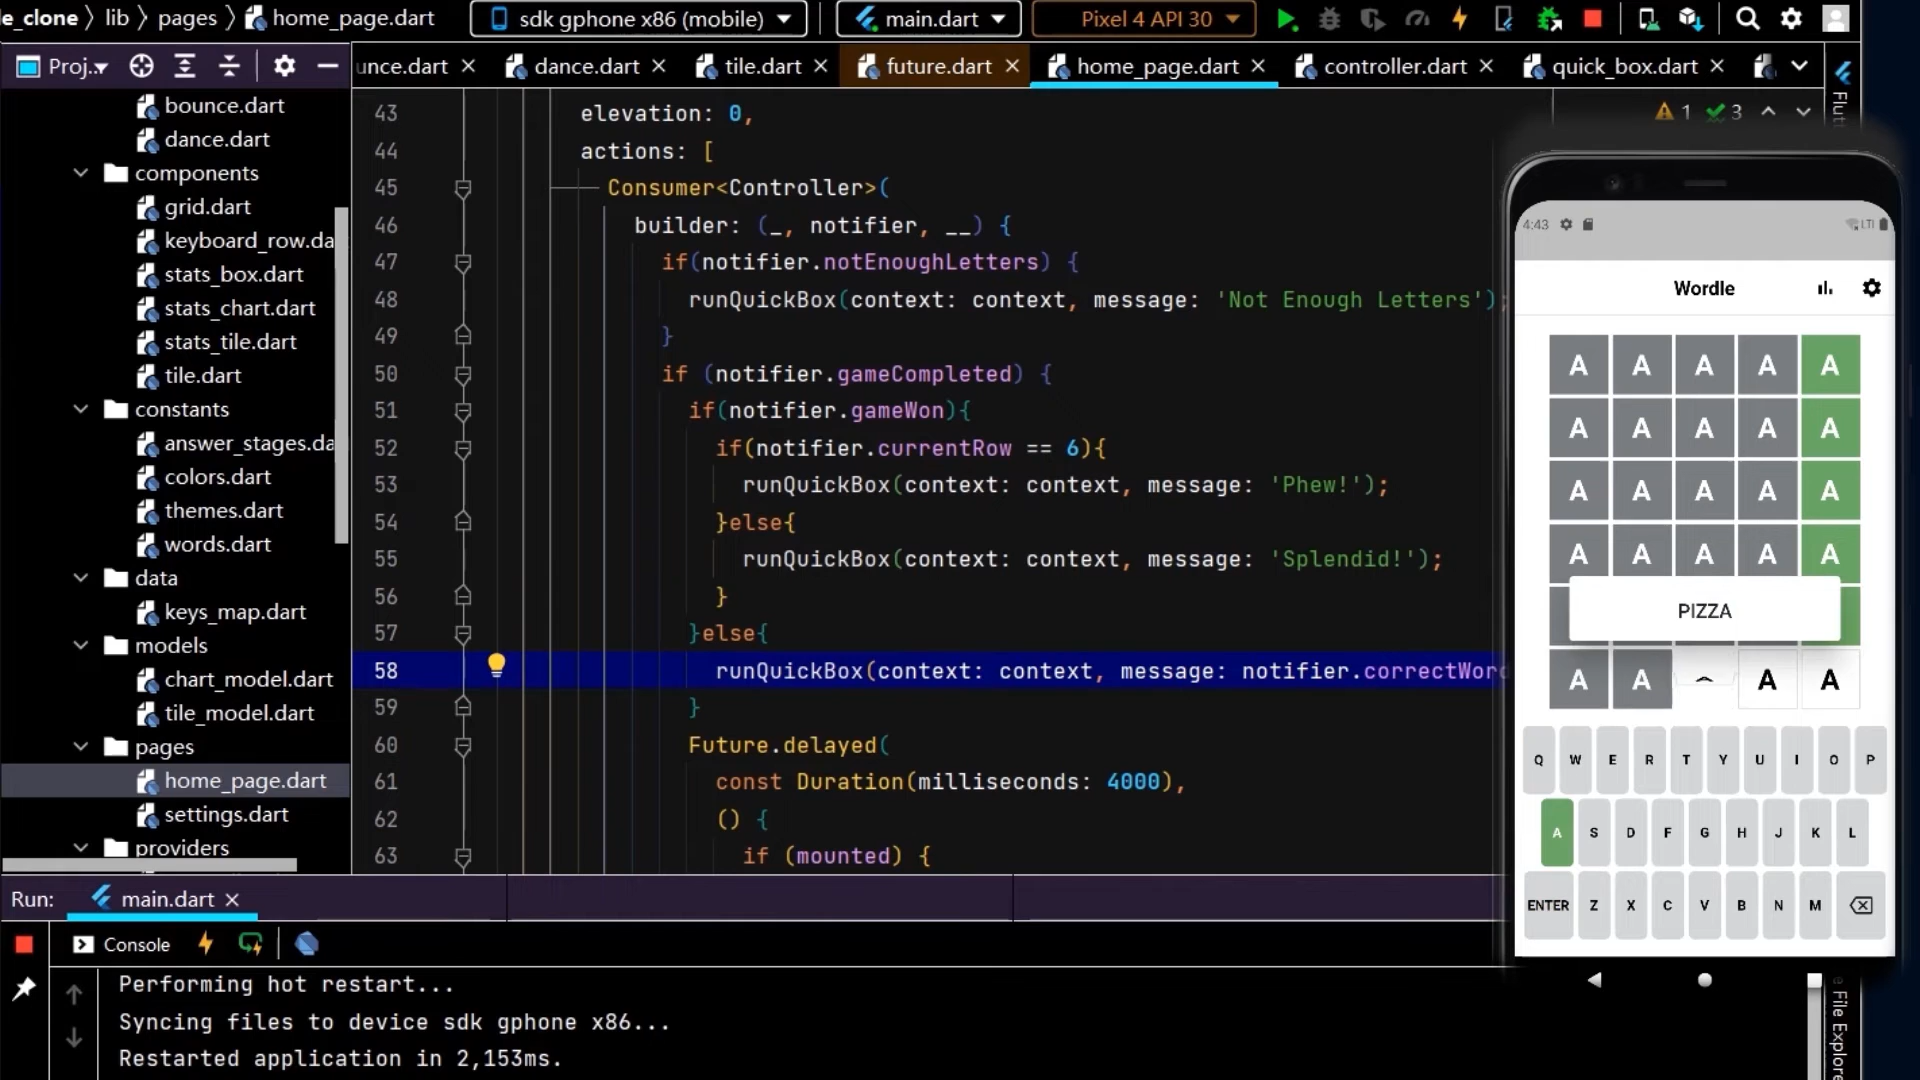 e_clone › lib › pages › home_page.dart
sdk gphone x86 (mobile)
main.dart
Pixel 4 API 30
Proj..
unce.dart
dance.dart
tile.dart
future.dart
home_page.dart
controller.dart
quick_box.dart
bounce.dart
dance.dart
components
grid.dart
keyboard_row.da
stats_box.dart
stats_chart.dart
stats_tile.dart
tile.dart
constants
answer_stages.da
colors.dart
themes.dart
words.dart
data
keys_map.dart
models
chart_model.dart
tile_model.dart
pages
home_page.dart
settings.dart
providers
1 3
43 elevation: 0,
44 actions: [
45 Consumer<Controller>(
46 builder: (_, notifier, __) {
47 if(notifier.notEnoughLetters) {
48 runQuickBox(context: context, message: 'Not Enough Letters');
49 }
50 if (notifier.gameCompleted) {
51 if(notifier.gameWon){
52 if(notifier.currentRow == 6){
53 runQuickBox(context: context, message: 'Phew!');
54 }else{
55 runQuickBox(context: context, message: 'Splendid!');
56 }
57 }else{
58 runQuickBox(context: context, message: notifier.correctWord
59 }
60 Future.delayed(
61 const Duration(milliseconds: 4000),
62 () {
63 if (mounted) {
Flutt
4:43
LTE
Wordle
A A A A A
A A A A A
A A A A A
A A A A A
PIZZA
A A A A
Q W E R T Y U I O P
A S D F G H J K L
ENTER Z X C V B N M
Run:
main.dart
Console
Performing hot restart...
Syncing files to device sdk gphone x86...
Restarted application in 2,153ms.
e File Explore